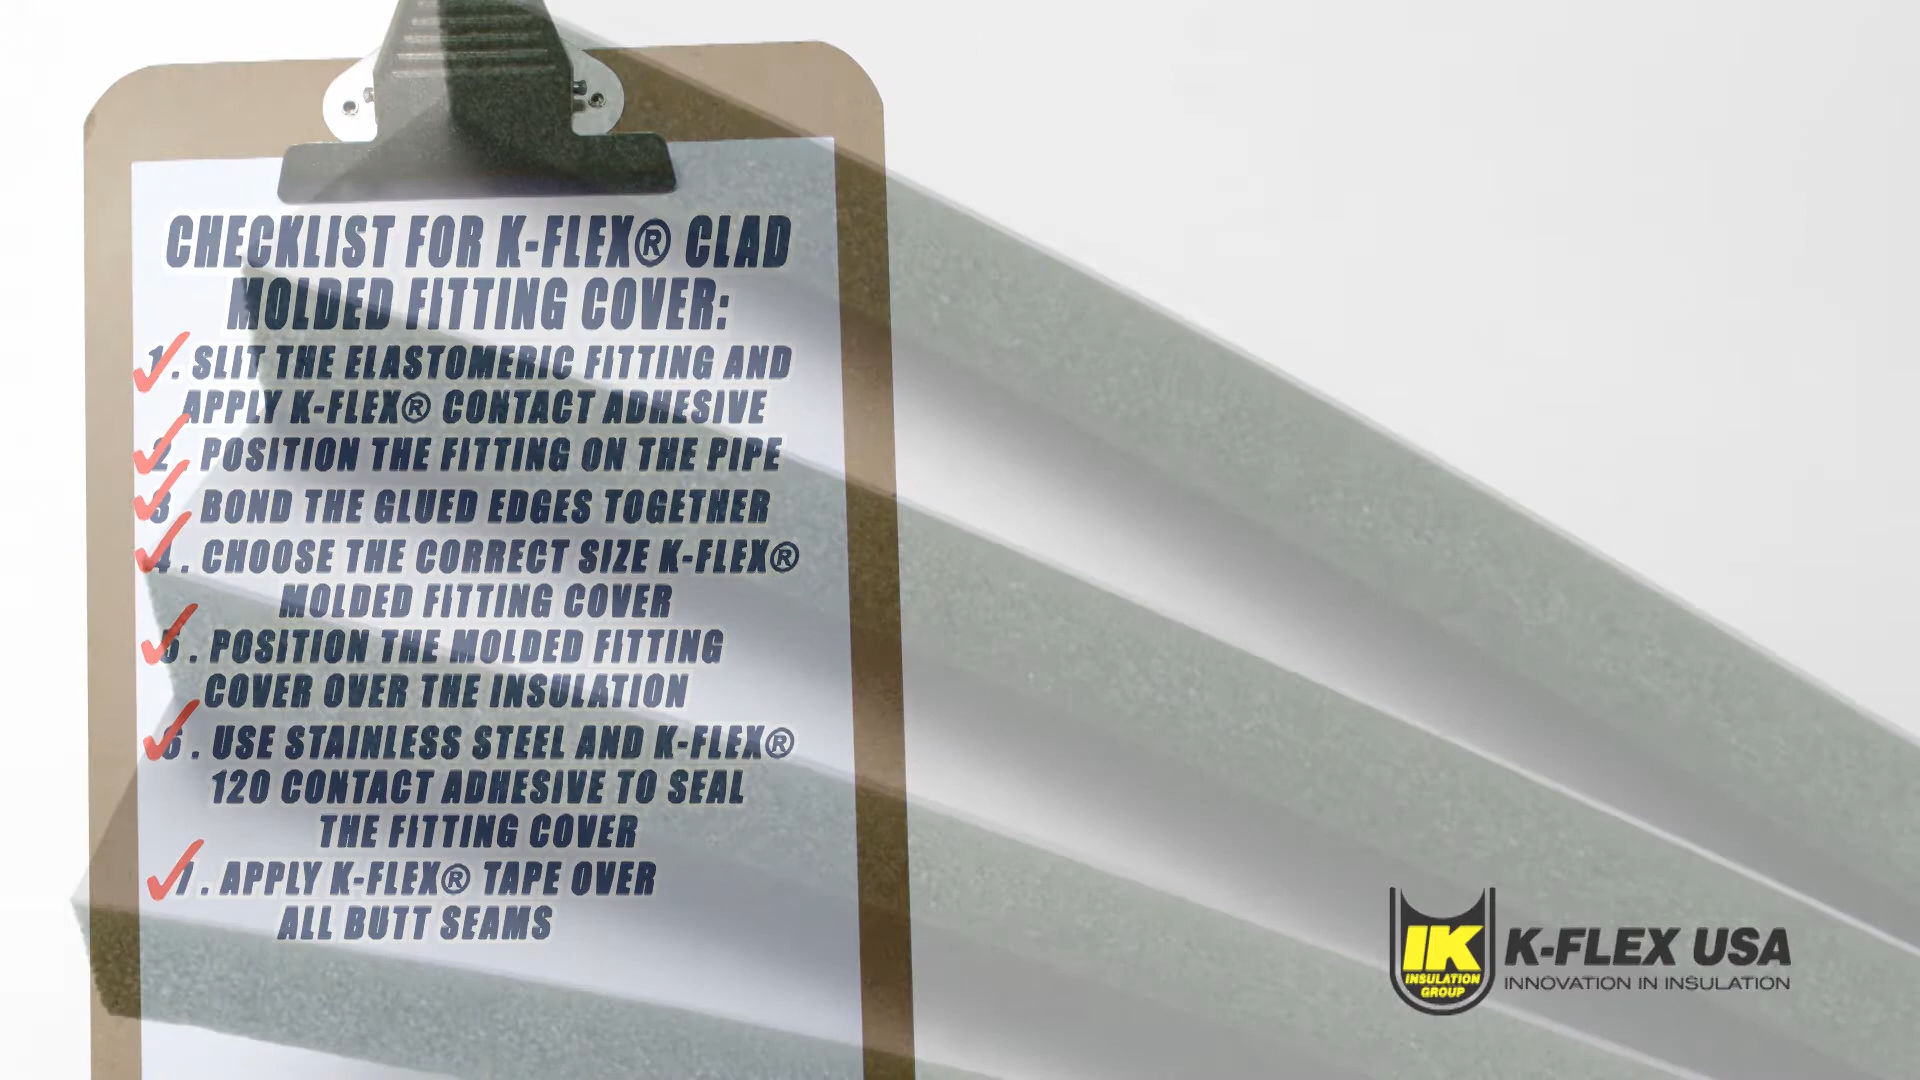 CHECKLIST FOR K-FLEX® CLAD
MOLDED FITTING COVER:
1. SLIT THE ELASTOMERIC FITTING AND
APPLY K-FLEX® CONTACT ADHESIVE
2. POSITION THE FITTING ON THE PIPE
3. BOND THE GLUED EDGES TOGETHER
4. CHOOSE THE CORRECT SIZE K-FLEX®
MOLDED FITTING COVER
5. POSITION THE MOLDED FITTING
COVER OVER THE INSULATION
6. USE STAINLESS STEEL AND K-FLEX®
120 CONTACT ADHESIVE TO SEAL
THE FITTING COVER
7. APPLY K-FLEX® TAPE OVER
ALL BUTT SEAMS
IK
INSULATION
GROUP
K-FLEX USA
INNOVATION IN INSULATION